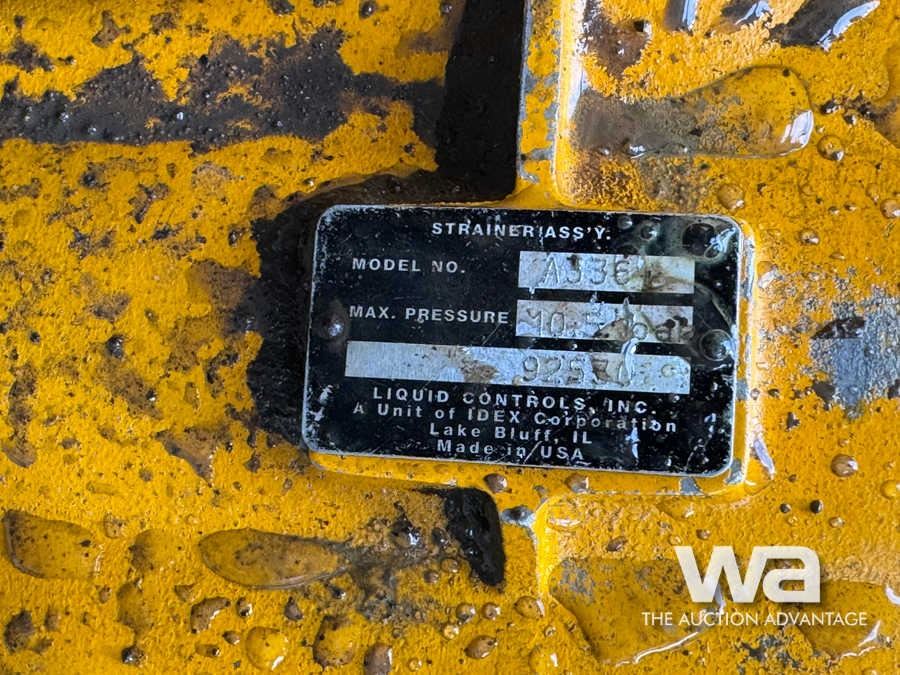 STRAINER ASS'Y.
MODEL NO. A3361
MAX. PRESSURE
LIQUID CONTROLS, INC.
A Unit of IDEX Corporation
Lake Bluff, IL
Made in USA
wa
THE AUCTION ADVANTAGE